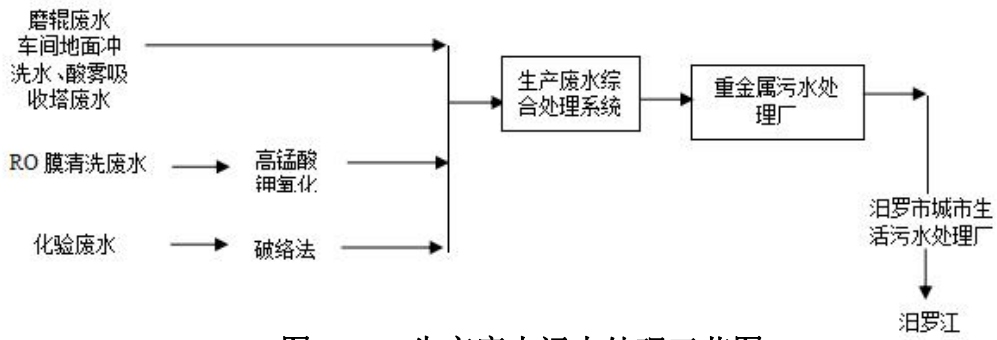 磨辊废水
车间地面冲
洗水、酸雾吸
收塔废水
生产废水综
合处理系统
重金属污水处
理厂
RO 膜清洗废水
高锰酸
钾氧化
化验废水
破络法
汨罗市城市生
活污水处理厂
汨罗江